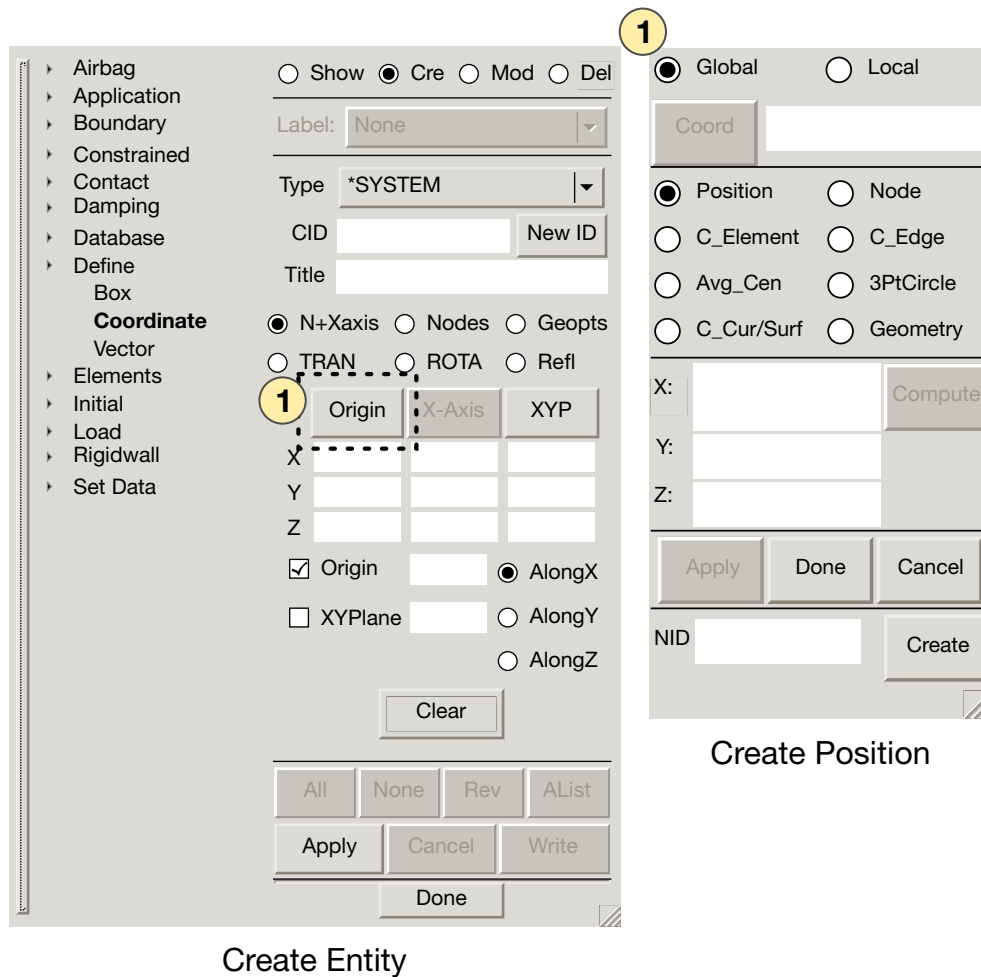 1
Airbag
Application
Boundary
Constrained
Contact
Damping
Database
Define
Box
Coordinate
Vector
Elements
Initial
Load
Rigidwall
Set Data
Show Cre Mod Del
Label: None
Type *SYSTEM
CID New ID
Title
N+Xaxis Nodes Geopts
TRAN ROTA Refl
1 Origin X-Axis XYP
X
Y
Z
Origin AlongX
XYPlane AlongY
AlongZ
Clear
All None Rev AList
Apply Cancel Write
Done
Create Entity
Global Local
Coord
Position Node
C_Element C_Edge
Avg_Cen 3PtCircle
C_Cur/Surf Geometry
X: Compute
Y:
Z:
Apply Done Cancel
NID Create
Create Position